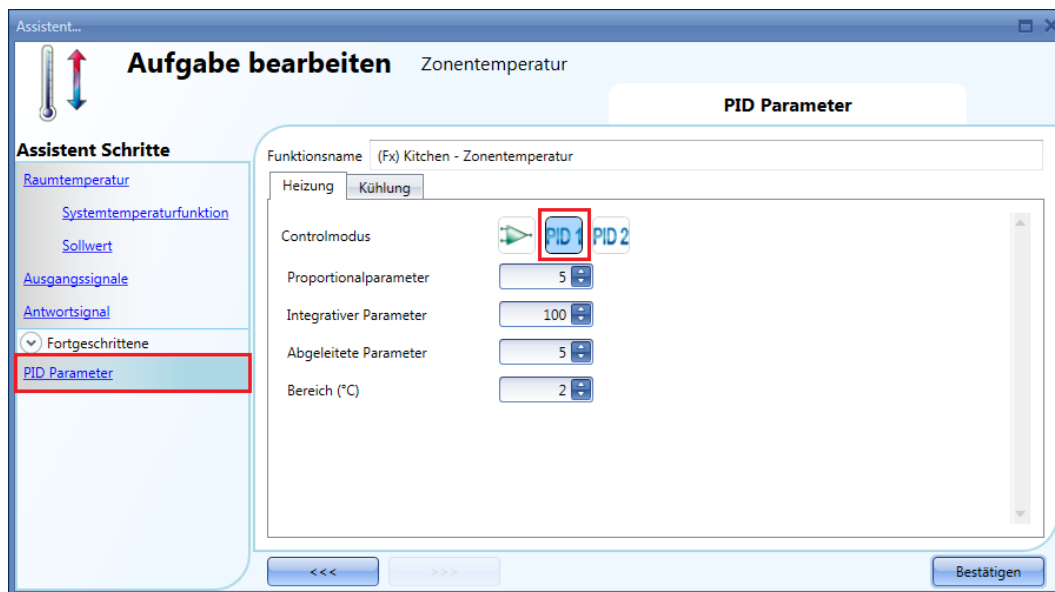 Assistent...
Aufgabe bearbeiten Zonentemperatur
PID Parameter
Assistent Schritte
Raumtemperatur
Systemtemperaturfunktion
Sollwert
Ausgangssignale
Antwortsignal
Fortgeschrittene
PID Parameter
Funktionsname (Fx) Kitchen - Zonentemperatur
Heizung Kühlung
Controlmodus PID 1 PID 2
Proportionalparameter 5
Integrativer Parameter 100
Abgeleitete Parameter 5
Bereich (°C) 2
<<< >>> Bestätigen